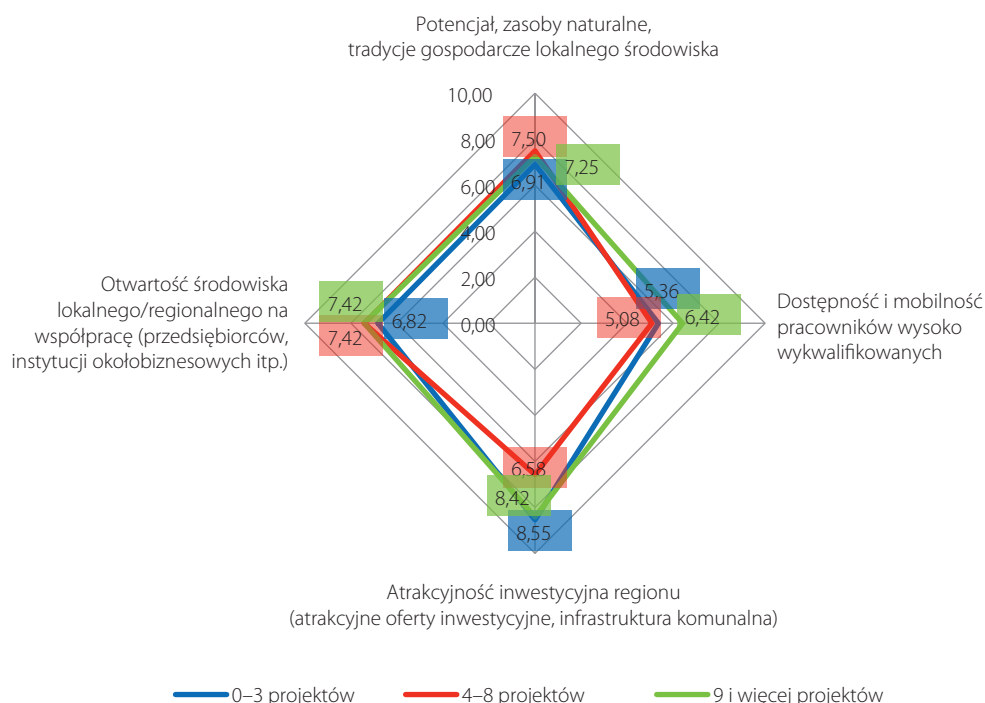 Potencjał, zasoby naturalne,
tradycje gospodarcze lokalnego środowiska
10,00
8,00
7,50
7,25
6,00
6,91
4,00
Otwartość środowiska
lokalnego/regionalnego na
współpracę (przedsiębiorców,
instytucji okołobiznesowych itp.)
7,42
7,42
6,82
2,00
0,00
5,36
5,08
6,42
Dostępność i mobilność
pracowników wysoko
wykwalifikowanych
6,58
8,42
8,55
Atrakcyjność inwestycyjna regionu
(atrakcyjne oferty inwestycyjne, infrastruktura komunalna)
0–3 projektów
4–8 projektów
9 i więcej projektów